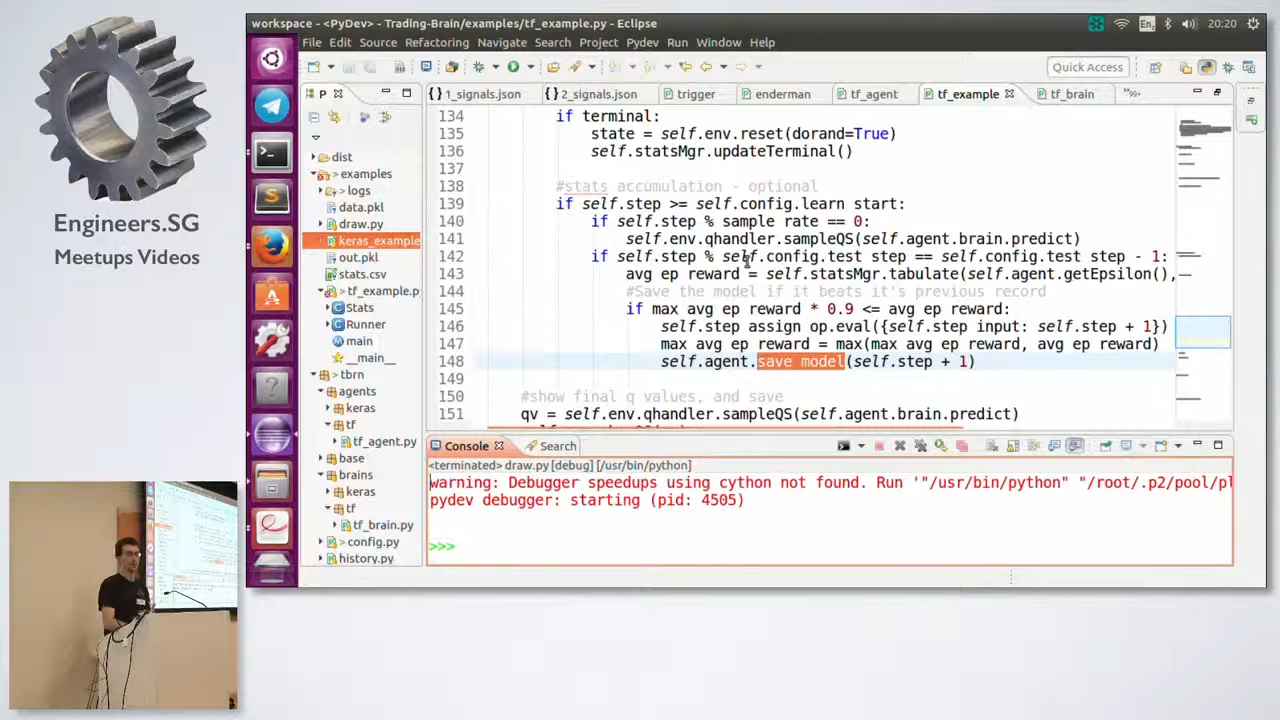 workspace - <PyDev> - Trading-Brain/examples/tf_example.py - Eclipse
En
20:20
File Edit Source Refactoring Navigate Search Project Pydev Run Window Help
Quick Access
P
1_signals.json
2_signals.json
trigger
enderman
tf_agent
tf_example
tf_brain
dist
examples
> logs
data.pkl
draw.py
keras_example
out.pkl
stats.csv
tf_example.p
Stats
Runner
main
__main__
tbrn
agents
keras
tf
tf_agent.py
base
brains
keras
tf
tf_brain.py
> config.py
history.py
134 if terminal:
135 state = self.env.reset(dorand=True)
136 self.statsMgr.updateTerminal()
137
138 #stats accumulation - optional
139 if self.step >= self.config.learn start:
140 if self.step % sample rate == 0:
141 self.env.qhandler.sampleQS(self.agent.brain.predict)
142 if self.step % self.config.test step == self.config.test step - 1:
143 avg ep reward = self.statsMgr.tabulate(self.agent.getEpsilon(),
144 #Save the model if it beats it's previous record
145 if max avg ep reward * 0.9 <= avg ep reward:
146 self.step assign op.eval({self.step input: self.step + 1})
147 max avg ep reward = max(max avg ep reward, avg ep reward)
148 self.agent.save model(self.step + 1)
149
150 #show final q values, and save
151 qv = self.env.qhandler.sampleQS(self.agent.brain.predict)
Console
Search
<terminated> draw.py [debug] [/usr/bin/python]
warning: Debugger speedups using cython not found. Run '"/usr/bin/python" "/root/.p2/pool/pl
pydev debugger: starting (pid: 4505)
>>>
Engineers.SG
Meetups Videos